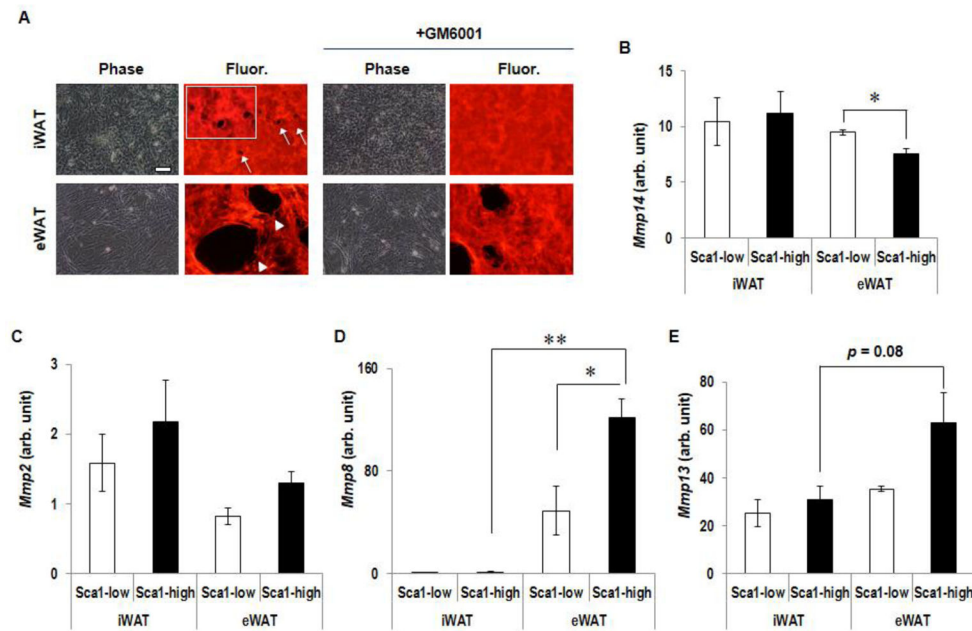 A
+GM6001
Phase Fluor. Phase Fluor.
iWAT
eWAT
B
Mmp14 (arb. unit)
15
10
5
0
*
Sca1-low Sca1-high Sca1-low Sca1-high
iWAT eWAT
C
Mmp2 (arb. unit)
3
2
1
0
Sca1-low Sca1-high Sca1-low Sca1-high
iWAT eWAT
D
Mmp8 (arb. unit)
160
80
0
**
*
Sca1-low Sca1-high Sca1-low Sca1-high
iWAT eWAT
E
Mmp13 (arb. unit)
80
60
40
20
0
p = 0.08
Sca1-low Sca1-high Sca1-low Sca1-high
iWAT eWAT